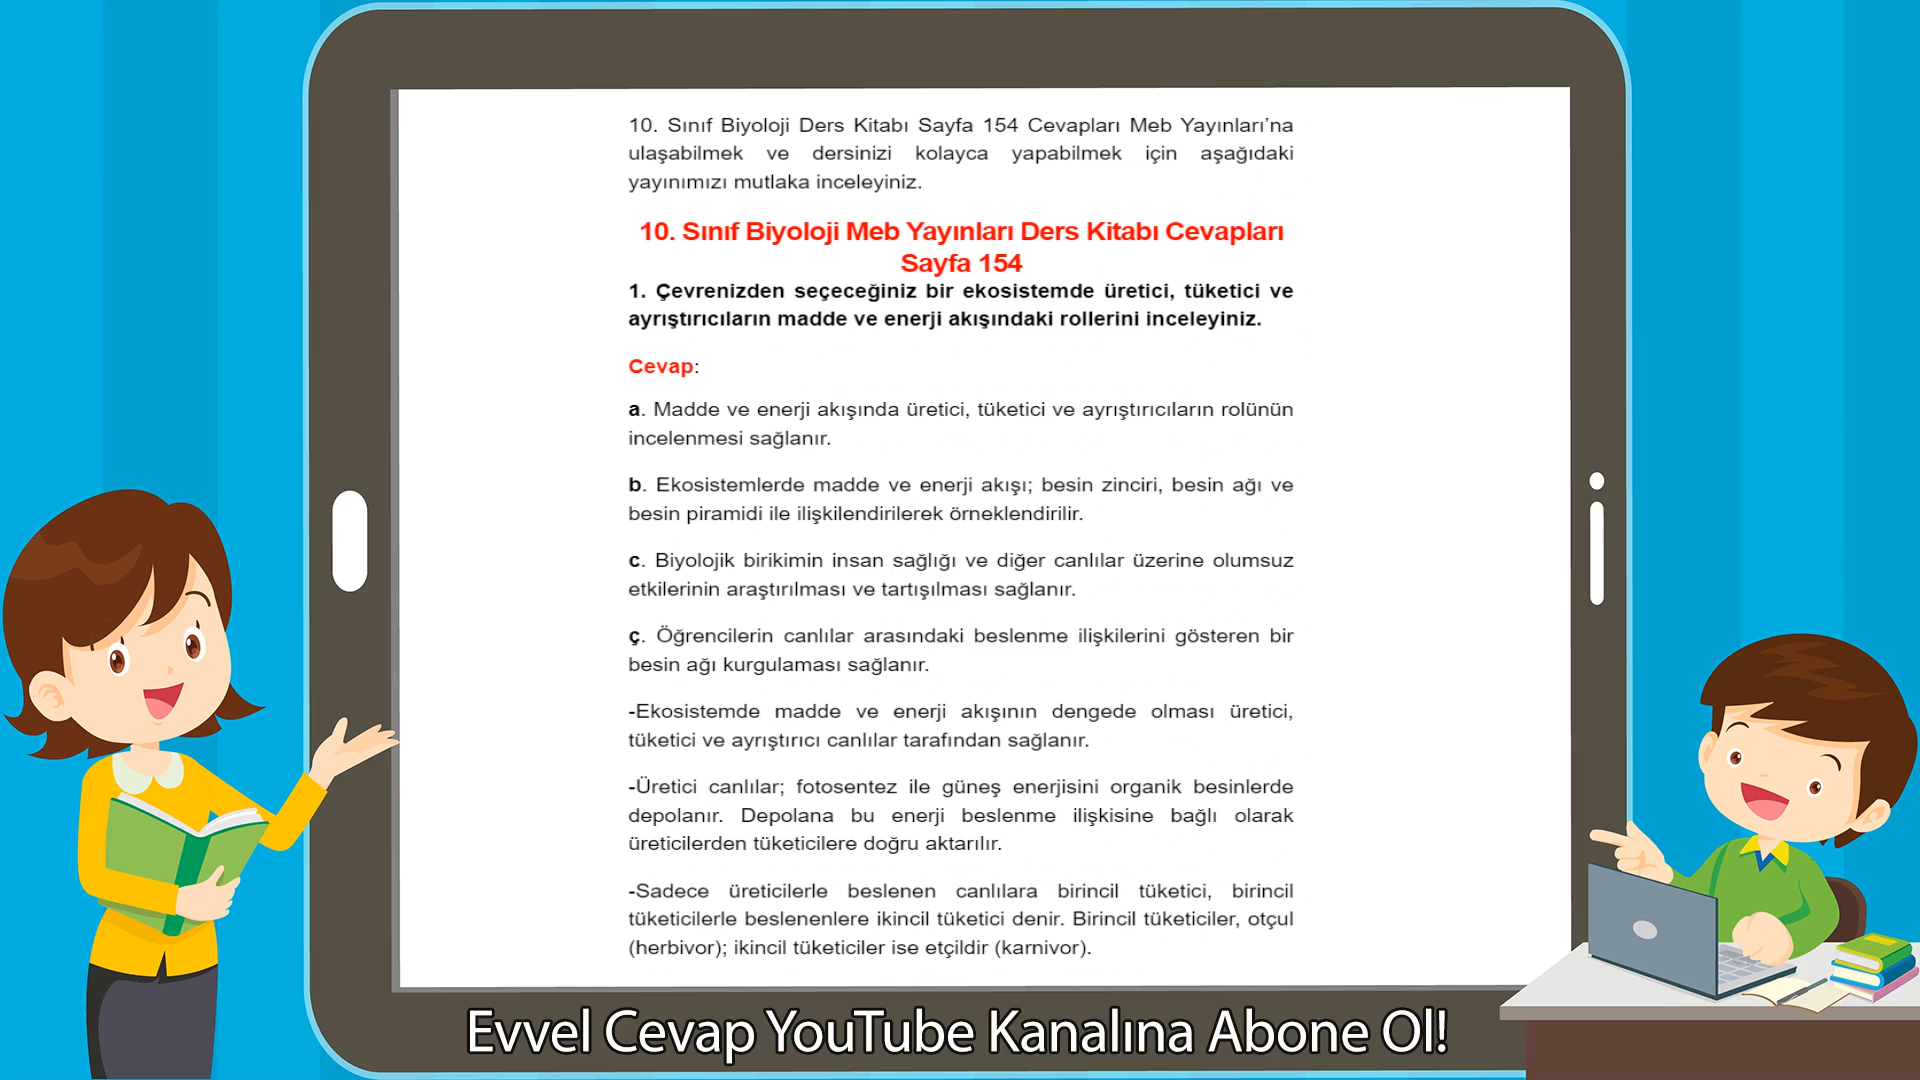 10. Sınıf Biyoloji Ders Kitabı Sayfa 154 Cevapları Meb Yayınları’na
ulaşabilmek ve dersinizi kolayca yapabilmek için aşağıdaki
yayınımızı mutlaka inceleyiniz.
10. Sınıf Biyoloji Meb Yayınları Ders Kitabı Cevapları
Sayfa 154
1. Çevrenizden seçeceğiniz bir ekosistemde üretici, tüketici ve
ayrıştırıcıların madde ve enerji akışındaki rollerini inceleyiniz.
Cevap:
a. Madde ve enerji akışında üretici, tüketici ve ayrıştırıcıların rolünün
incelenmesi sağlanır.
b. Ekosistemlerde madde ve enerji akışı; besin zinciri, besin ağı ve
besin piramidi ile ilişkilendirilerek örneklendirilir.
c. Biyolojik birikimin insan sağlığı ve diğer canlılar üzerine olumsuz
etkilerinin araştırılması ve tartışılması sağlanır.
ç. Öğrencilerin canlılar arasındaki beslenme ilişkilerini gösteren bir
besin ağı kurgulaması sağlanır.
-Ekosistemde madde ve enerji akışının dengede olması üretici,
tüketici ve ayrıştırıcı canlılar tarafından sağlanır.
-Üretici canlılar; fotosentez ile güneş enerjisini organik besinlerde
depolanır. Depolana bu enerji beslenme ilişkisine bağlı olarak
üreticilerden tüketicilere doğru aktarılır.
-Sadece üreticilerle beslenen canlılara birincil tüketici, birincil
tüketicilerle beslenenlere ikincil tüketici denir. Birincil tüketiciler, otçul
(herbivor); ikincil tüketiciler ise etçildir (karnivor).
Evvel Cevap YouTube Kanalına Abone Ol!